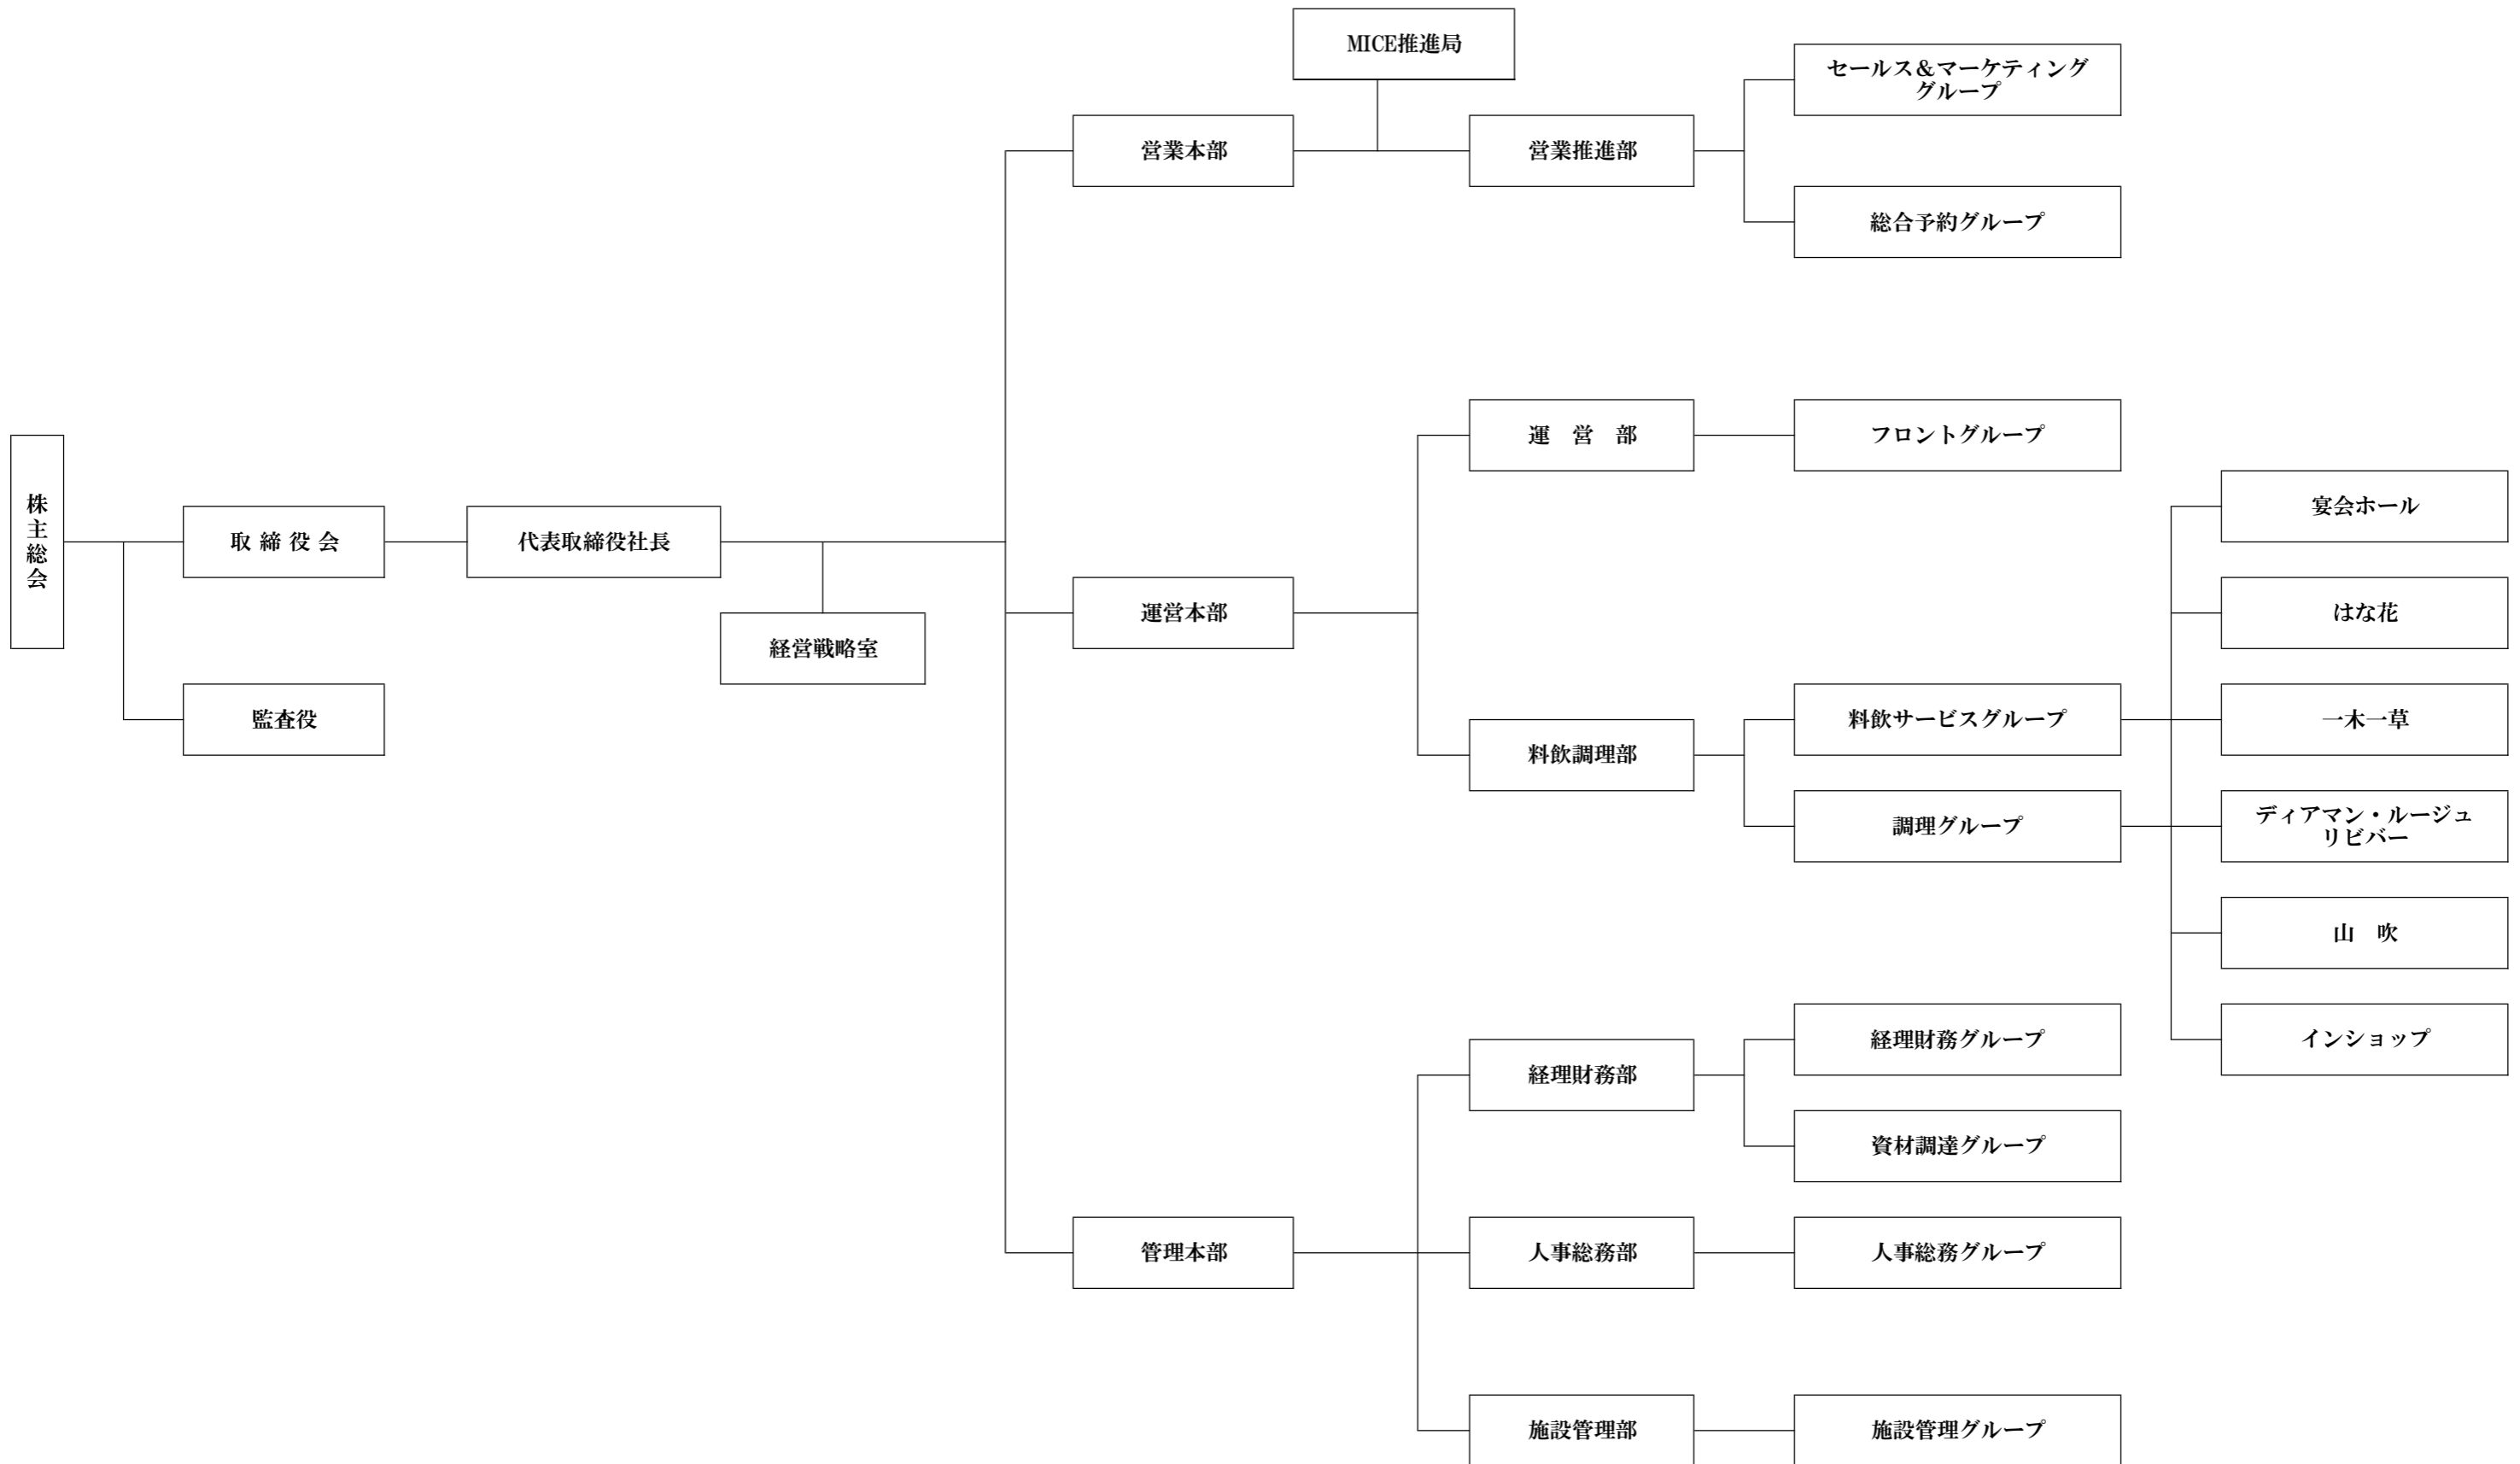 MICE推進局
セールス＆マーケティング
グループ
営業本部
営業推進部
総合予約グループ
運　営　部
フロントグループ
株主総会
取 締 役 会
代表取締役社長
宴会ホール
運営本部
はな花
経営戦略室
監査役
料飲調理部
料飲サービスグループ
一木一草
調理グループ
ディアマン・ルージュ
リビバー
山　吹
経理財務部
経理財務グループ
インショップ
資材調達グループ
管理本部
人事総務部
人事総務グループ
施設管理部
施設管理グループ